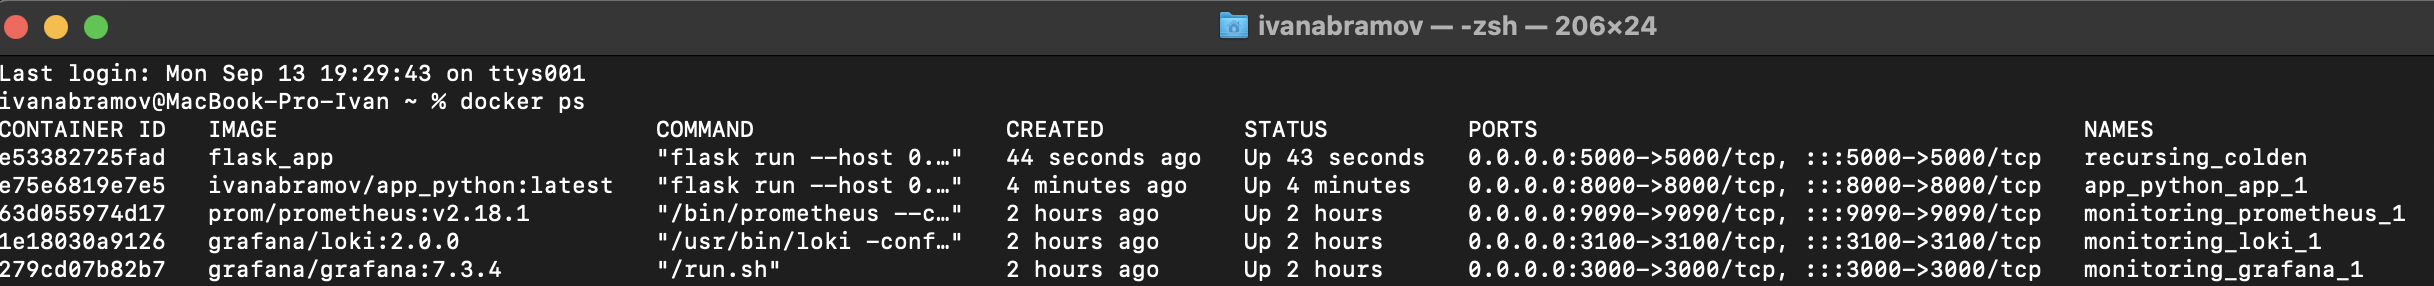 ivanabramov — -zsh — 206×24
Last login: Mon Sep 13 19:29:43 on ttys001
ivanabramov@MacBook-Pro-Ivan ~ % docker ps
CONTAINER ID   IMAGE                           COMMAND                  CREATED          STATUS          PORTS                                       NAMES
e53382725fad   flask_app                       "flask run --host 0.…"   44 seconds ago   Up 43 seconds   0.0.0.0:5000->5000/tcp, :::5000->5000/tcp   recursing_colden
e75e6819e7e5   ivanabramov/app_python:latest   "flask run --host 0.…"   4 minutes ago    Up 4 minutes    0.0.0.0:8000->8000/tcp, :::8000->8000/tcp   app_python_app_1
63d055974d17   prom/prometheus:v2.18.1         "/bin/prometheus --c…"   2 hours ago      Up 2 hours      0.0.0.0:9090->9090/tcp, :::9090->9090/tcp   monitoring_prometheus_1
1e18030a9126   grafana/loki:2.0.0              "/usr/bin/loki -conf…"   2 hours ago      Up 2 hours      0.0.0.0:3100->3100/tcp, :::3100->3100/tcp   monitoring_loki_1
279cd07b82b7   grafana/grafana:7.3.4           "/run.sh"                2 hours ago      Up 2 hours      0.0.0.0:3000->3000/tcp, :::3000->3000/tcp   monitoring_grafana_1